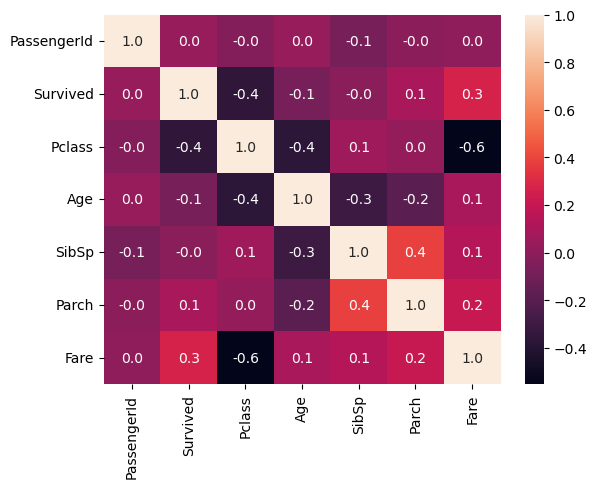 PassengerId 1.0 0.0 -0.0 0.0 -0.1 -0.0 0.0
Survived 0.0 1.0 -0.4 -0.1 -0.0 0.1 0.3
Pclass -0.0 -0.4 1.0 -0.4 0.1 0.0 -0.6
Age 0.0 -0.1 -0.4 1.0 -0.3 -0.2 0.1
SibSp -0.1 -0.0 0.1 -0.3 1.0 0.4 0.1
Parch -0.0 0.1 0.0 -0.2 0.4 1.0 0.2
Fare 0.0 0.3 -0.6 0.1 0.1 0.2 1.0
PassengerId Survived Pclass Age SibSp Parch Fare
1.0
0.8
0.6
0.4
0.2
0.0
−0.2
−0.4